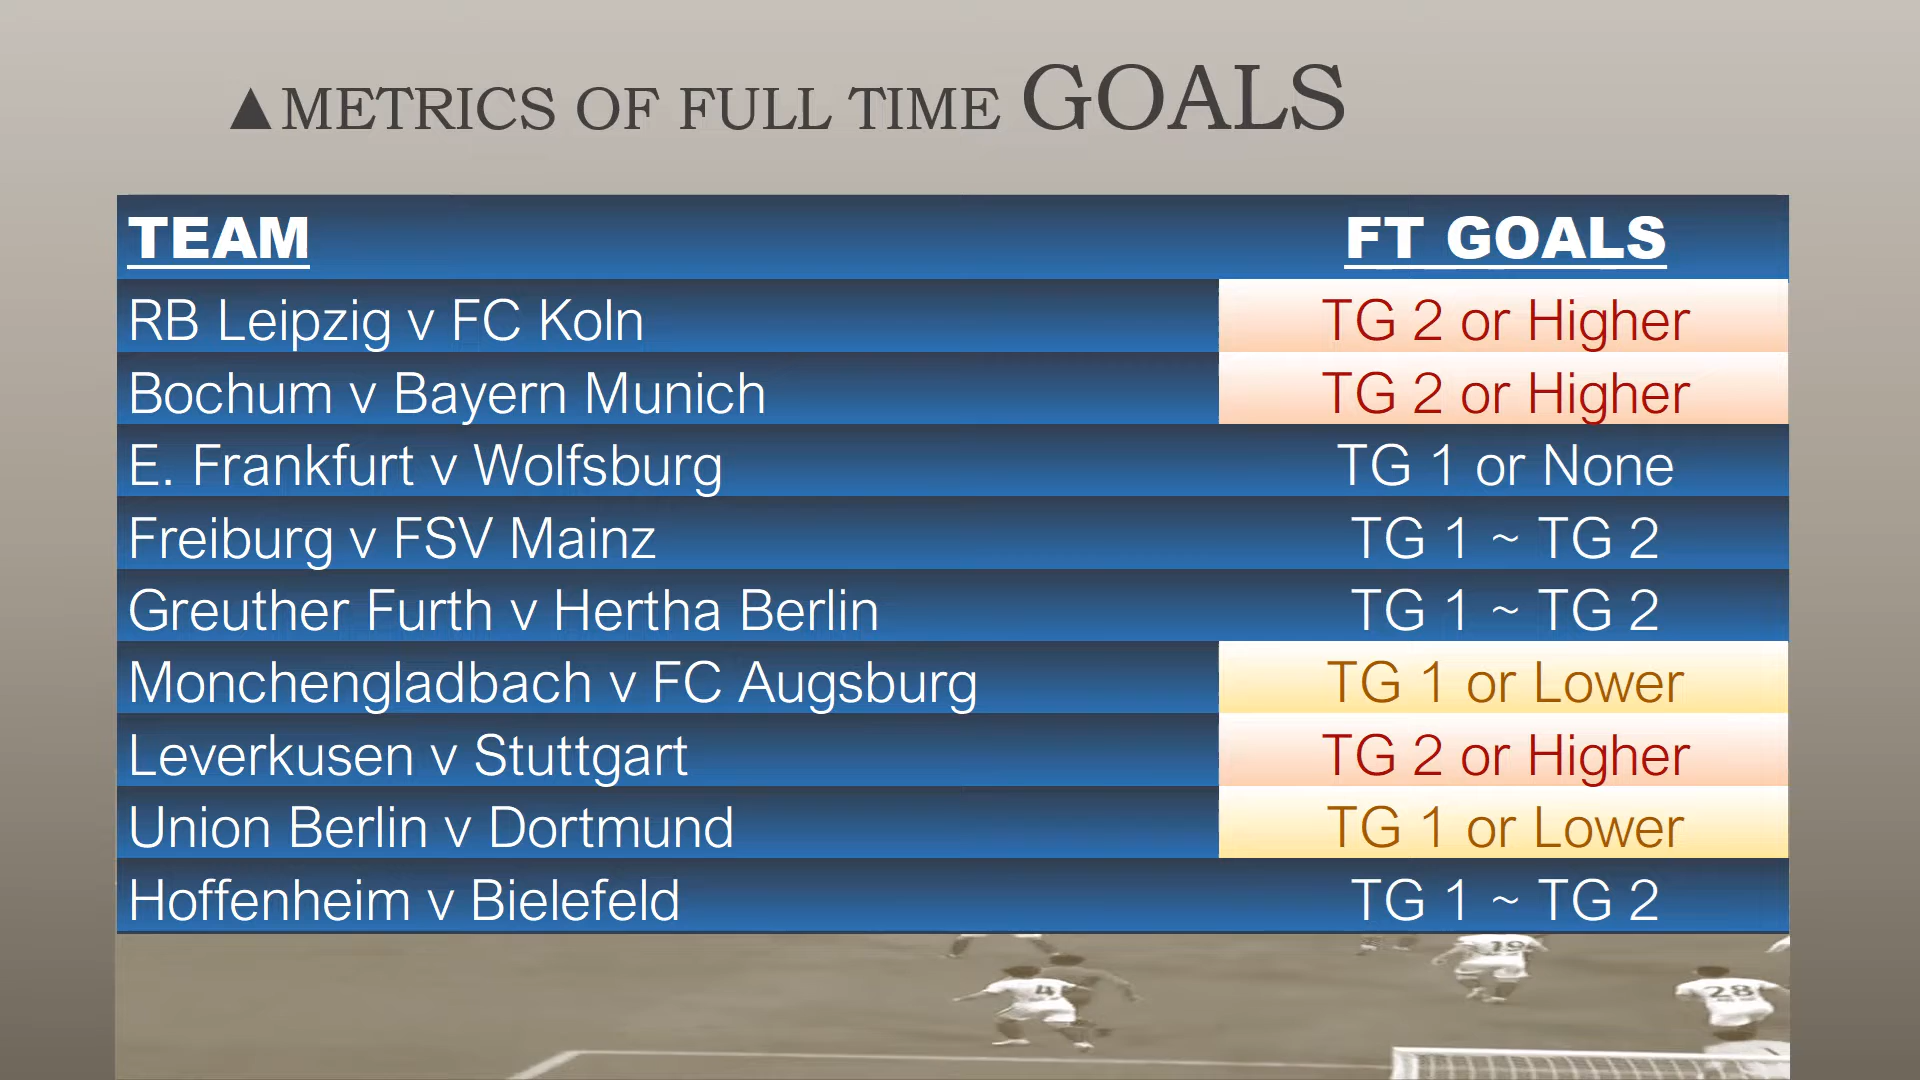 ▲METRICS OF FULL TIME GOALS
TEAM FT GOALS
RB Leipzig v FC Koln TG 2 or Higher
Bochum v Bayern Munich TG 2 or Higher
E. Frankfurt v Wolfsburg TG 1 or None
Freiburg v FSV Mainz TG 1 ~ TG 2
Greuther Furth v Hertha Berlin TG 1 ~ TG 2
Monchengladbach v FC Augsburg TG 1 or Lower
Leverkusen v Stuttgart TG 2 or Higher
Union Berlin v Dortmund TG 1 or Lower
Hoffenheim v Bielefeld TG 1 ~ TG 2
19
4
28